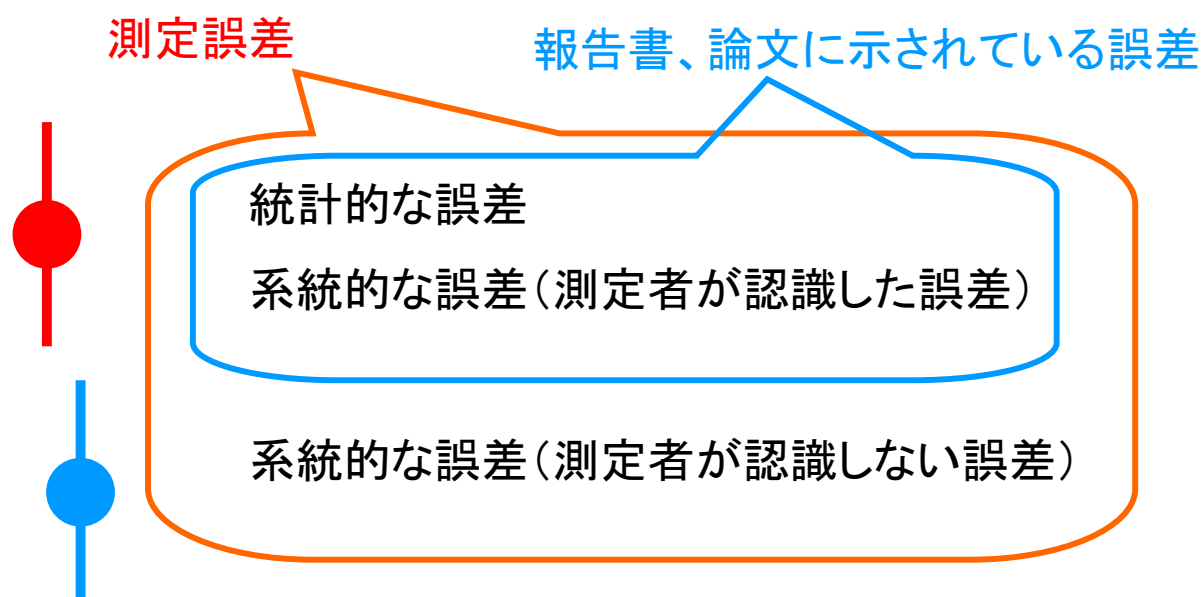 測定誤差
報告書、論文に示されている誤差
統計的な誤差
系統的な誤差(測定者が認識した誤差)
系統的な誤差(測定者が認識しない誤差)